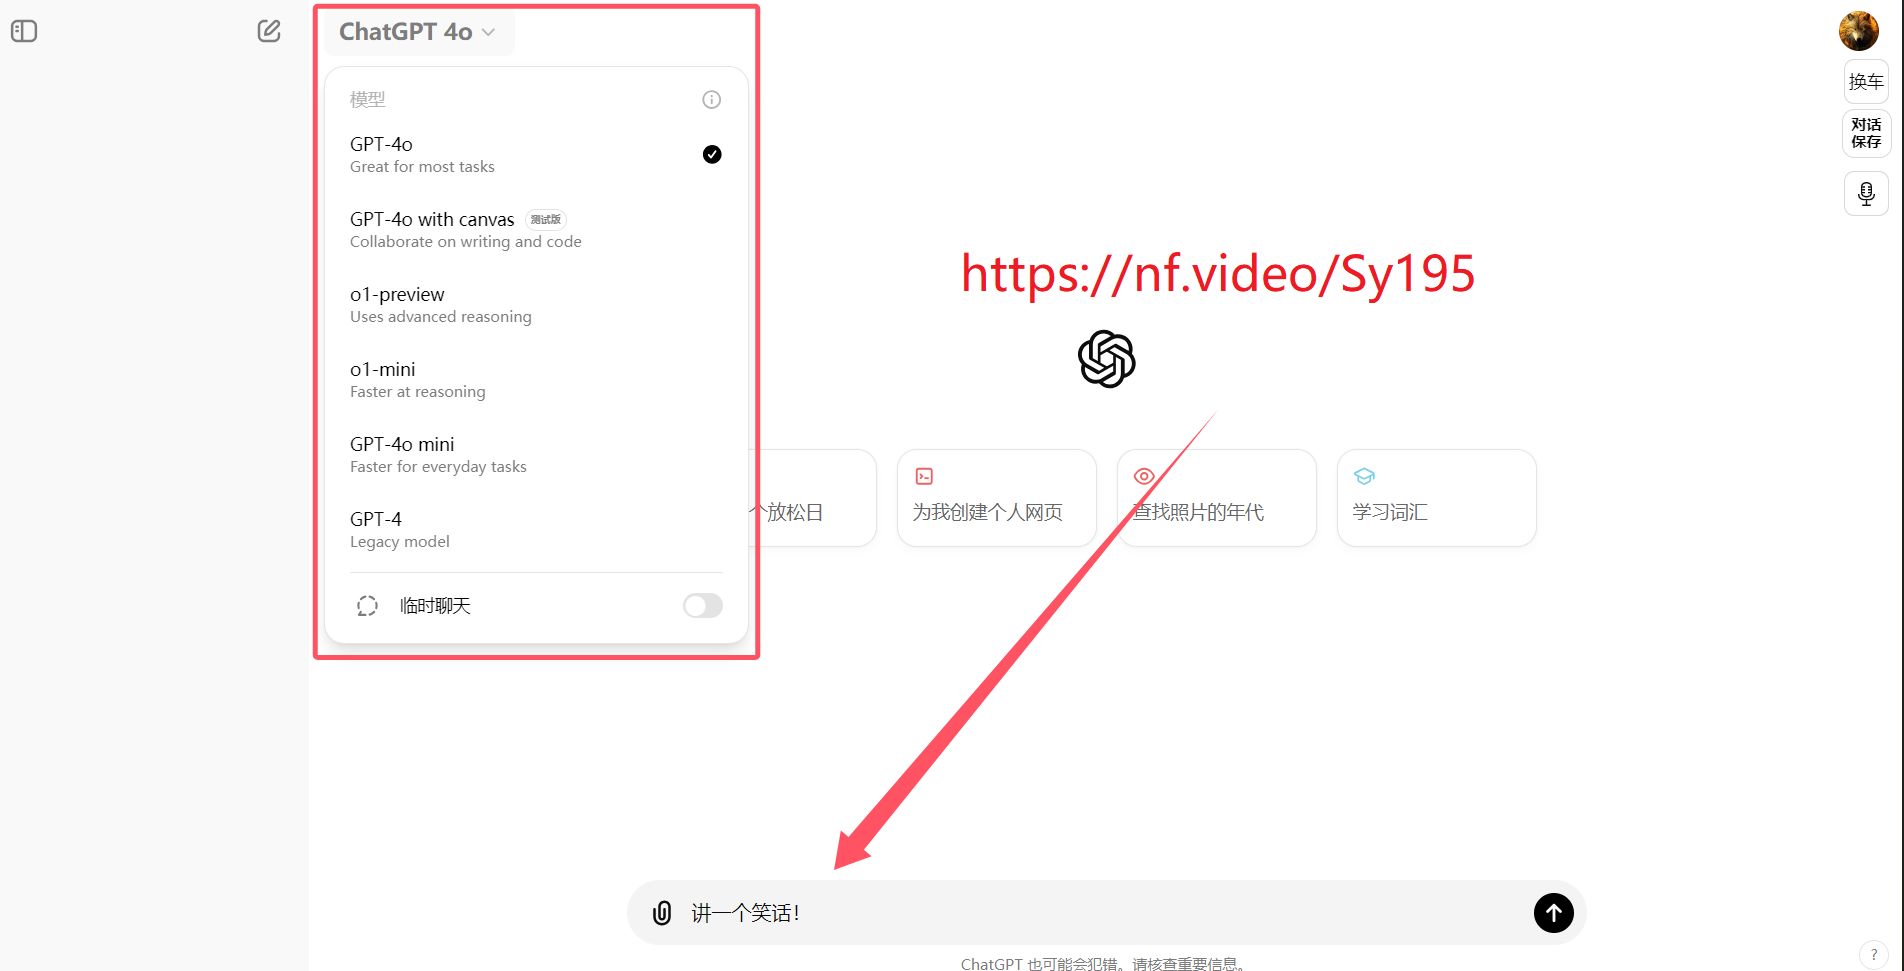 ChatGPT 4o
模型
GPT-4o
Great for most tasks
GPT-4o with canvas 测试版
Collaborate on writing and code
o1-preview
Uses advanced reasoning
o1-mini
Faster at reasoning
GPT-4o mini
Faster for everyday tasks
GPT-4
Legacy model
临时聊天
换车
对话
保存
https://nf.video/Sy195
个放松日
为我创建个人网页
查找照片的年代
学习词汇
讲一个笑话!
ChatGPT 也可能会犯错。请核查重要信息。
?